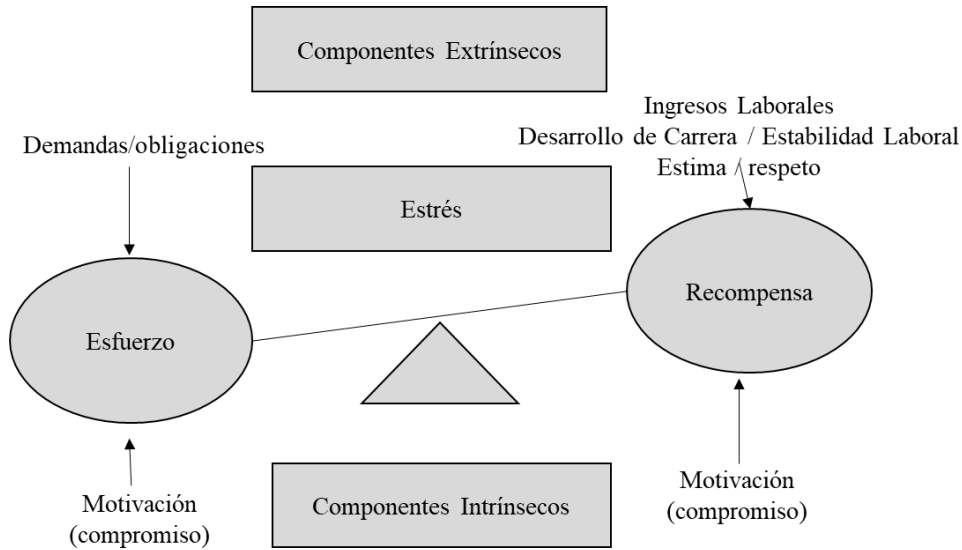 Componentes Extrínsecos
Ingresos Laborales
Desarrollo de Carrera / Estabilidad Laboral
Estima / respeto
Demandas/obligaciones
Estrés
Recompensa
Esfuerzo
Motivación
(compromiso)
Componentes Intrínsecos
Motivación
(compromiso)